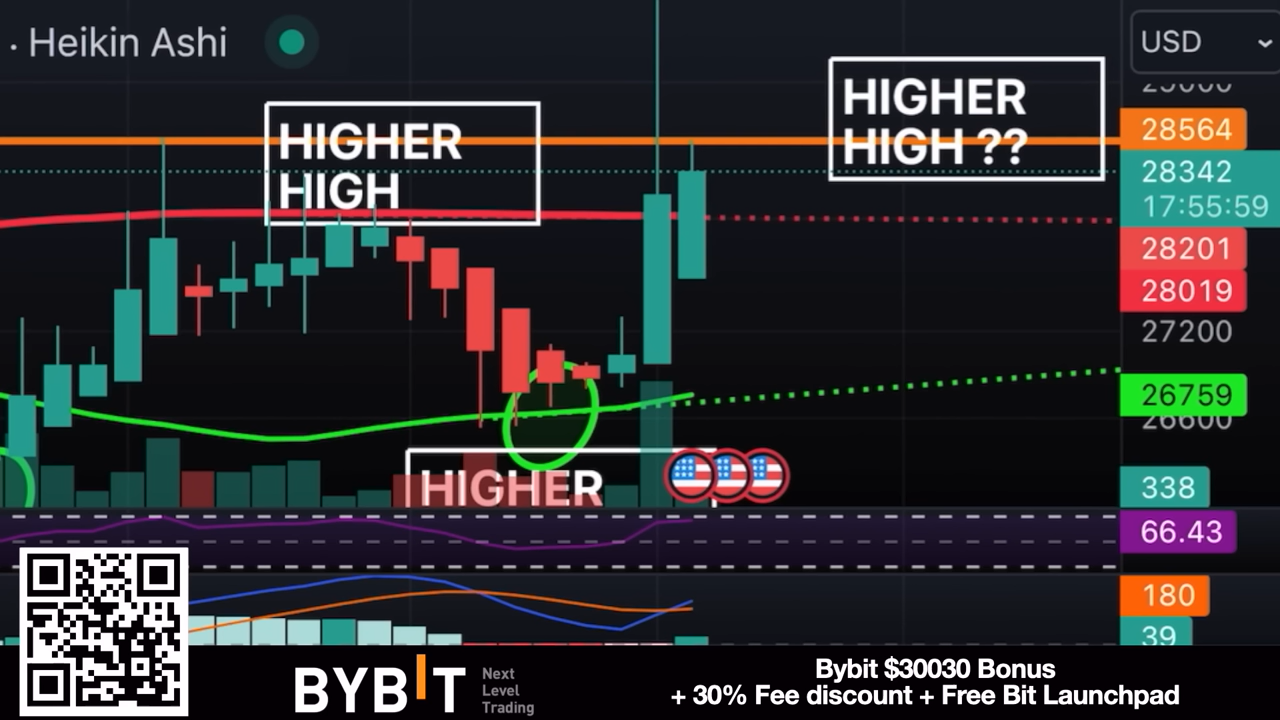 · Heikin Ashi
USD
HIGHER
HIGH
HIGHER
HIGH ??
28564
28342
17:55:59
28201
28019
27200
26759
26600
HIGHER
338
66.43
180
39
BYBIT
Next
Level
Trading
Bybit $30030 Bonus
+ 30% Fee discount + Free Bit Launchpad